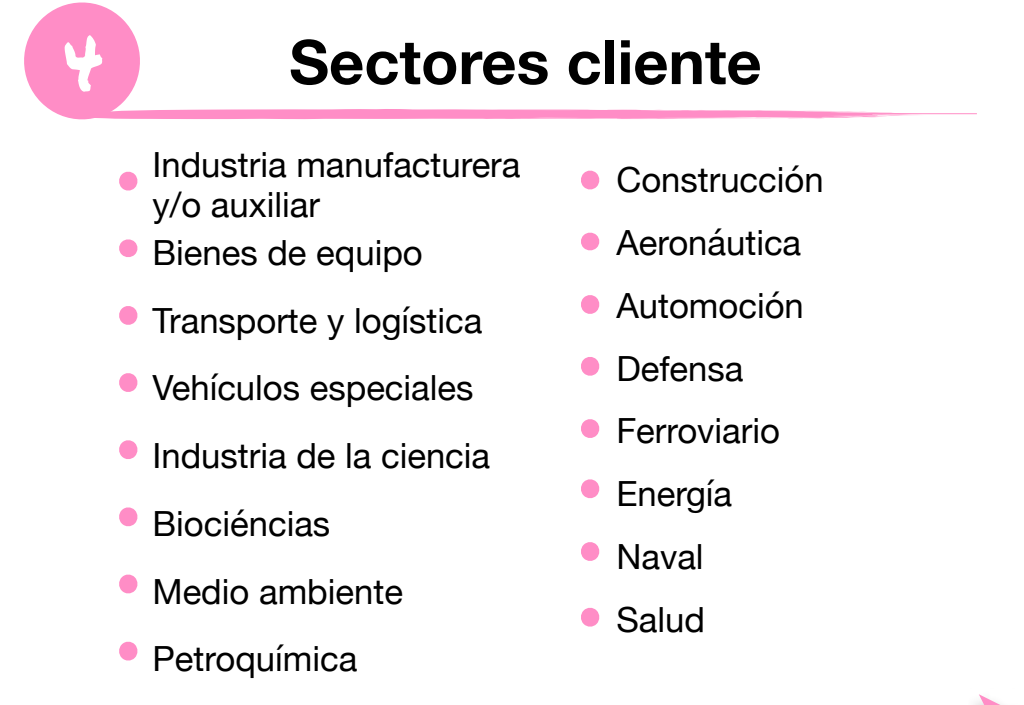 4
Sectores cliente
Industria manufacturera
y/o auxiliar
Bienes de equipo
Transporte y logística
Vehículos especiales
Industria de la ciencia
Biociéncias
Medio ambiente
Petroquímica
Construcción
Aeronáutica
Automoción
Defensa
Ferroviario
Energía
Naval
Salud